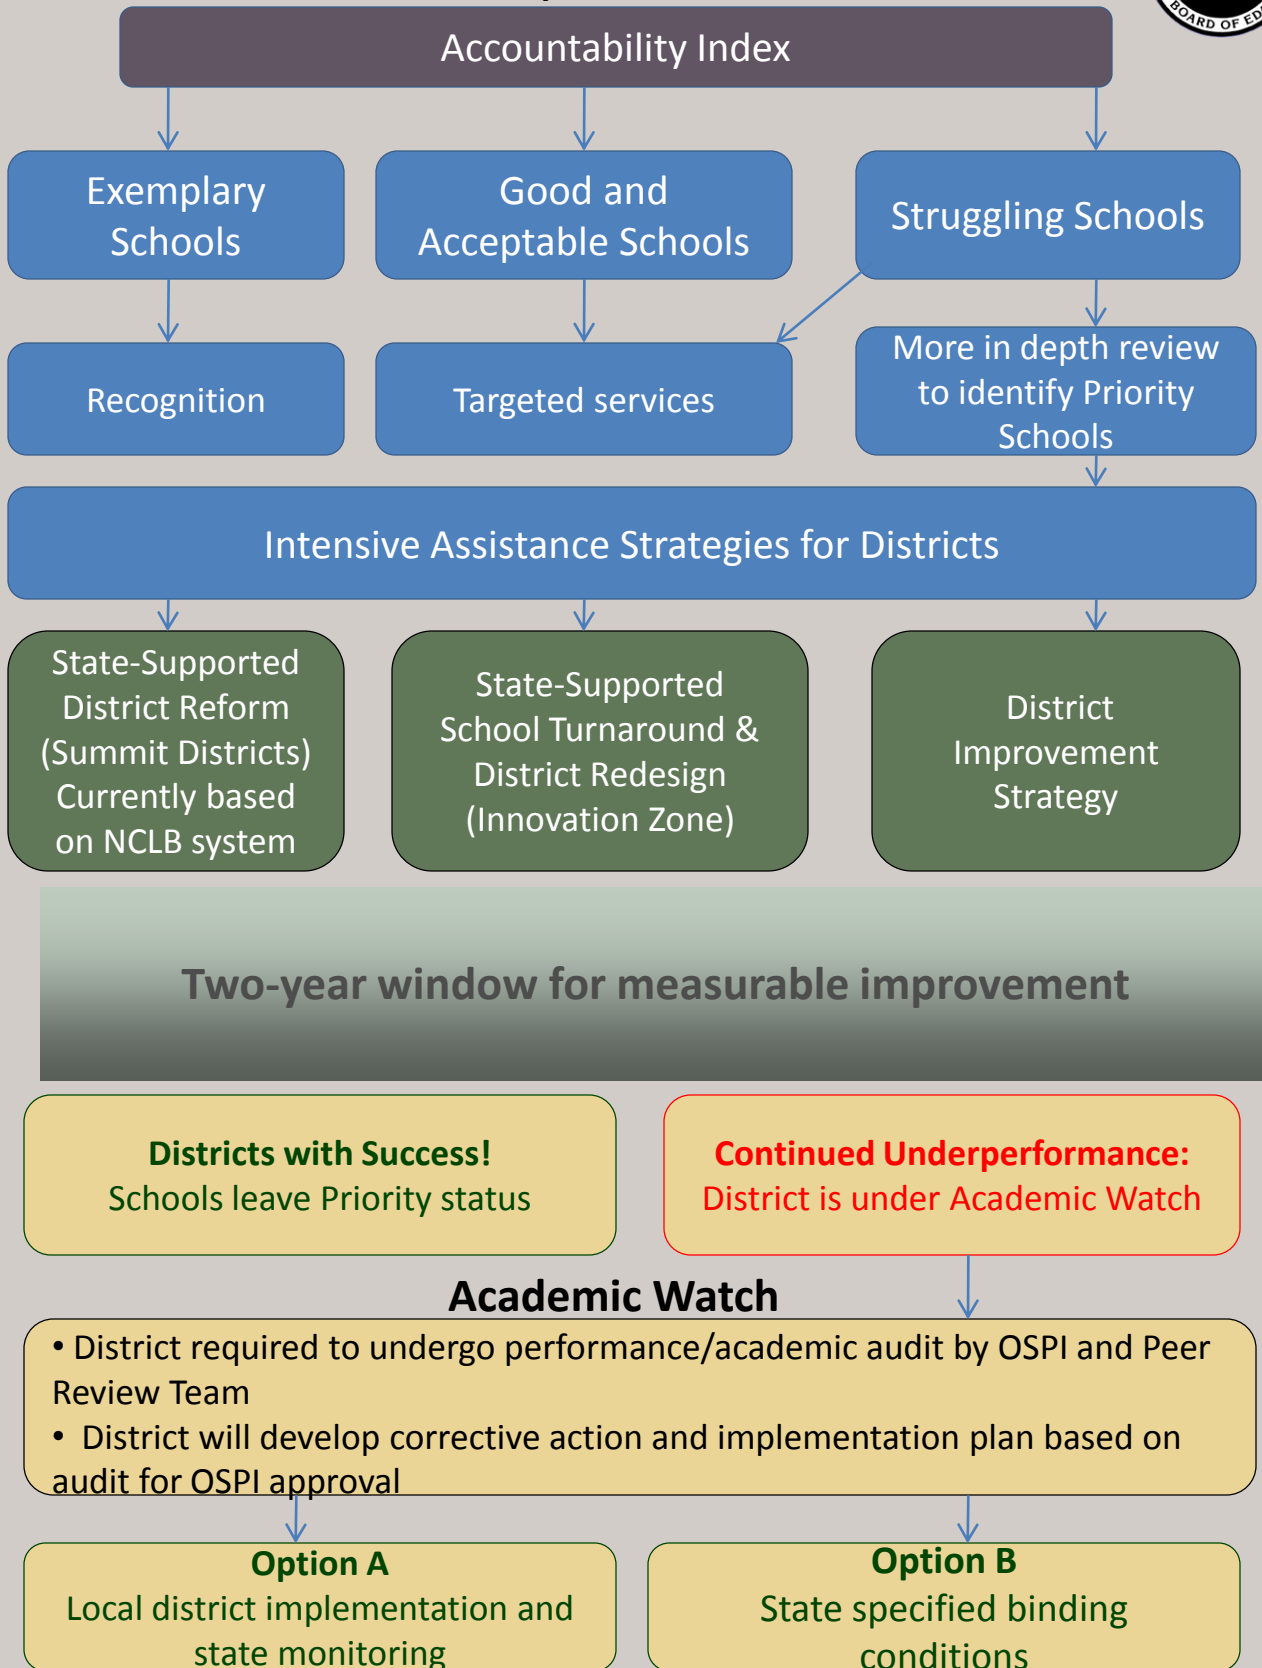 BOARD OF
Accountability Index
Exemplary
Schools
Good and
Acceptable Schools
Struggling Schools
Recognition
Targeted services
More in depth review
to identify Priority
Schools
Intensive Assistance Strategies for Districts
State-Supported
District Reform
(Summit Districts)
Currently based
on NCLB system
State-Supported
School Turnaround &
District Redesign
(Innovation Zone)
District
Improvement
Strategy
Two-year window for measurable improvement
Districts with Success!
Schools leave Priority status
Continued Underperformance:
District is under Academic Watch
Academic Watch
• District required to undergo performance/academic audit by OSPI and Peer
Review Team
• District will develop corrective action and implementation plan based on
audit for OSPI approval
Option A
Local district implementation and
state monitoring
Option B
State specified binding
conditions